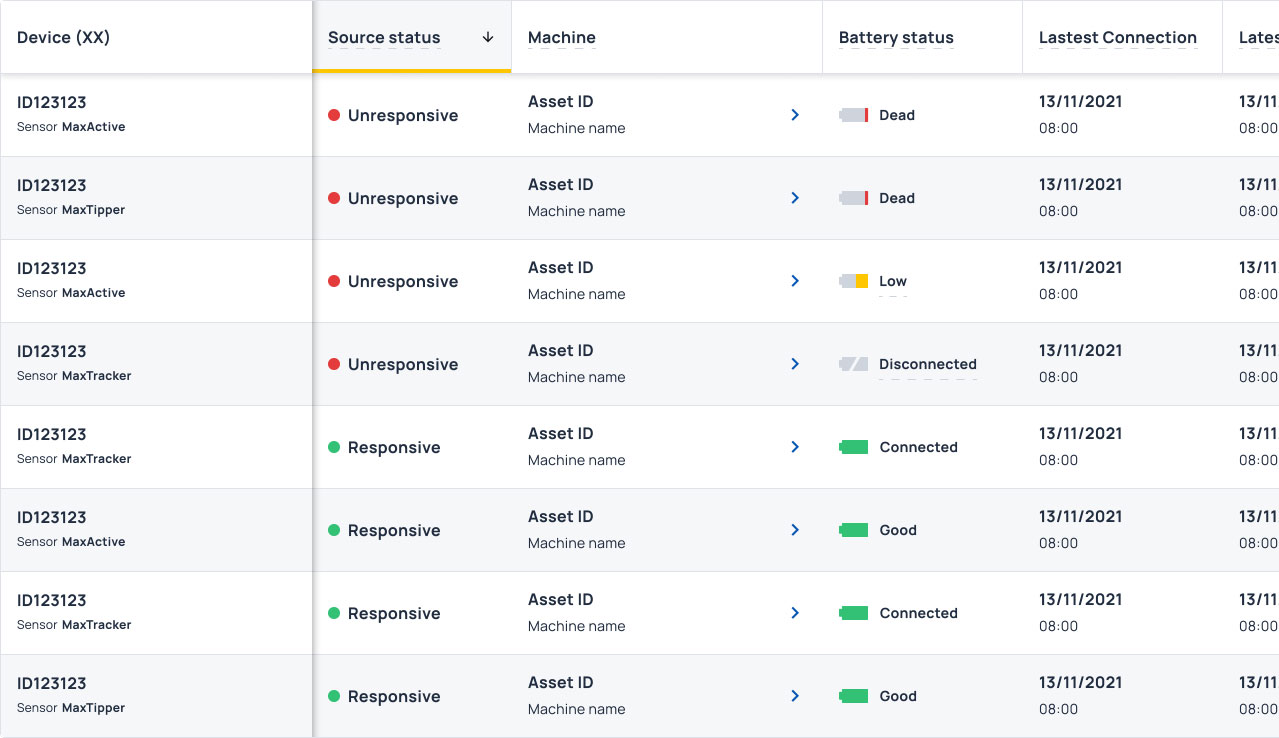 Device (XX) Source status Machine Battery status Lastest Connection Lates
ID123123 Unresponsive Asset ID Dead 13/11/2021 13/11
Sensor MaxActive Machine name 08:00 08:00
ID123123 Unresponsive Asset ID Dead 13/11/2021 13/11
Sensor MaxTipper Machine name 08:00 08:00
ID123123 Unresponsive Asset ID Low 13/11/2021 13/11
Sensor MaxActive Machine name 08:00 08:00
ID123123 Unresponsive Asset ID Disconnected 13/11/2021 13/11
Sensor MaxTracker Machine name 08:00 08:00
ID123123 Responsive Asset ID Connected 13/11/2021 13/11
Sensor MaxTracker Machine name 08:00 08:00
ID123123 Responsive Asset ID Good 13/11/2021 13/11
Sensor MaxActive Machine name 08:00 08:00
ID123123 Responsive Asset ID Connected 13/11/2021 13/11
Sensor MaxTracker Machine name 08:00 08:00
ID123123 Responsive Asset ID Good 13/11/2021 13/11
Sensor MaxTipper Machine name 08:00 08:00